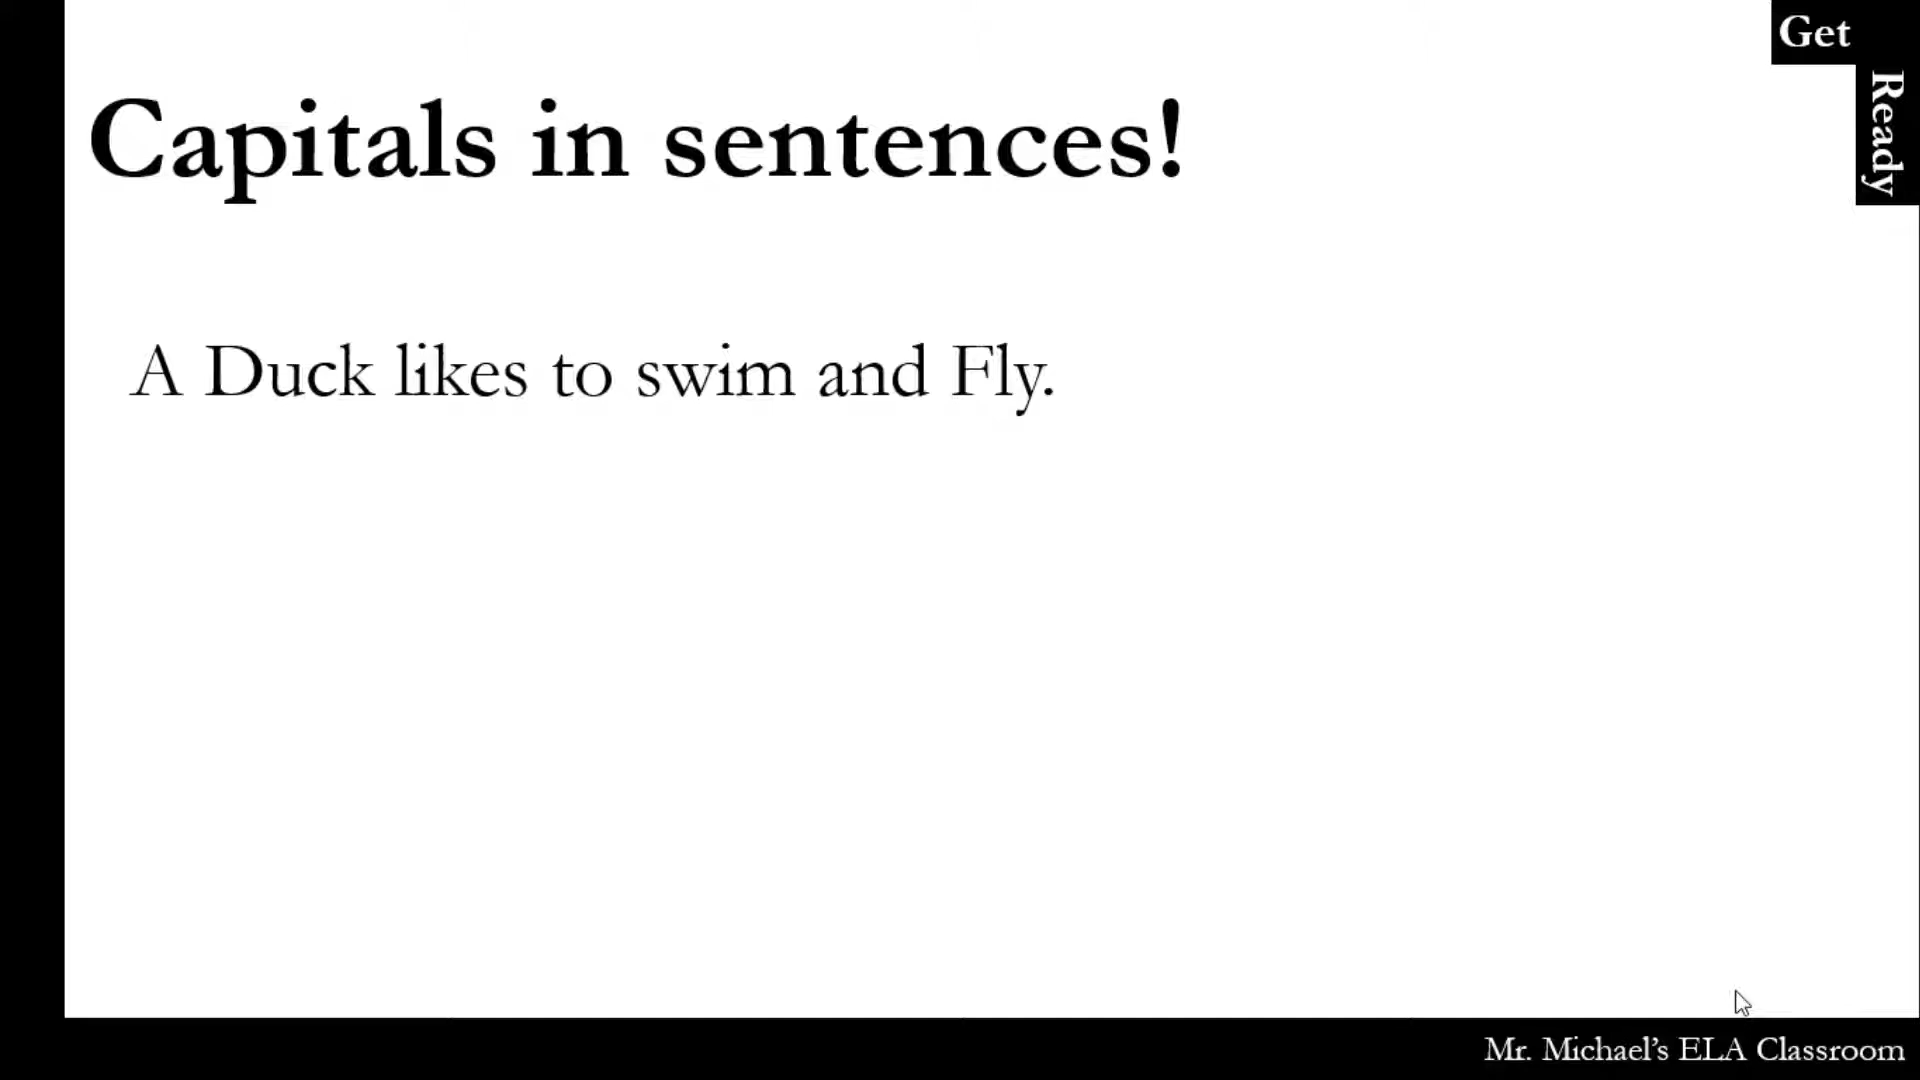 Get
Ready
Capitals in sentences!
A Duck likes to swim and Fly.
Mr. Michael's ELA Classroom